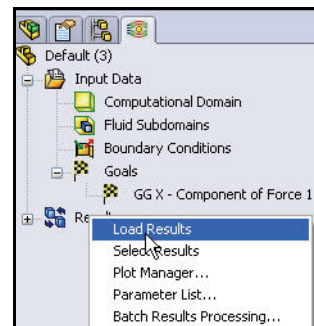 Default (3)
Input Data
Computational Domain
Fluid Subdomains
Boundary Conditions
Goals
GG X - Component of Force 1
Load Results
Select Results
Plot Manager...
Parameter List...
Batch Results Processing...